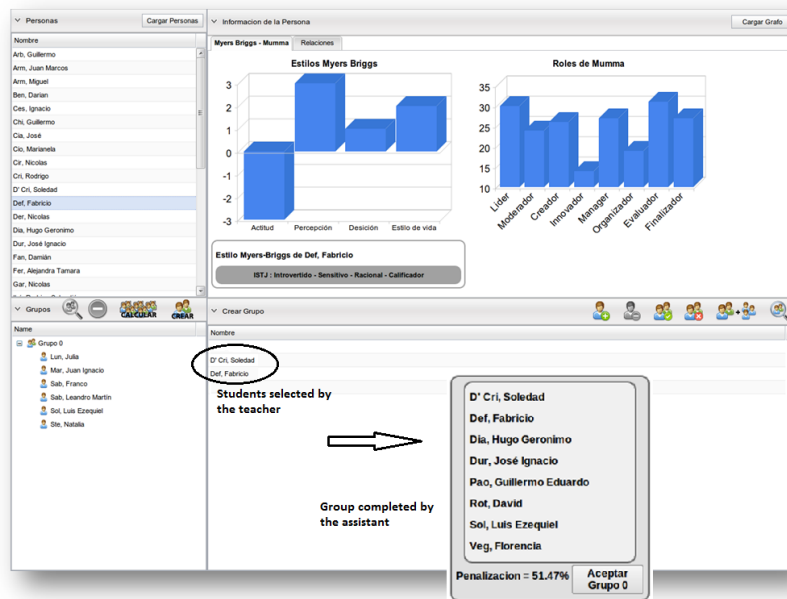 Personas
Cargar Personas
Nombre
Arb, Guillermo
Arm, Juan Marcos
Arm, Miguel
Ben, Darian
Ces, Ignacio
Chi, Guillermo
Cia, José
Cio, Marianela
Cir, Nicolas
Cri, Rodrigo
D' Cri, Soledad
Def, Fabricio
Der, Nicolas
Dia, Hugo Geronimo
Dur, José Ignacio
Fan, Damián
Fer, Alejandra Tamara
Gar, Nicolas
Informacion de la Persona
Cargar Grafo
Myers Briggs - Mumma
Relaciones
Estilos Myers Briggs
3
2
1
0
-1
-2
-3
Actitud
Percepción
Desición
Estilo de vida
Roles de Mumma
35
30
25
20
15
10
Lider
Moderador
Creador
Innovador
Manager
Organizador
Evaluador
Finalizador
Estilo Myers-Briggs de Def, Fabricio
ISTJ : Introvertido - Sensitivo - Racional - Calificador
Grupos
CALCULAR
CREAR
Name
Grupo 0
Lun, Julia
Mar, Juan Ignacio
Sab, Franco
Sab, Leandro Martín
Sol, Luis Ezequiel
Ste, Natalia
Crear Grupo
Nombre
D' Cri, Soledad
Def, Fabricio
Students selected by
the teacher
Group completed by
the assistant
D' Cri, Soledad
Def, Fabricio
Dia, Hugo Geronimo
Dur, José Ignacio
Pao, Guillermo Eduardo
Rot, David
Sol, Luis Ezequiel
Veg, Florencia
Penalizacion = 51.47%
Aceptar
Grupo 0